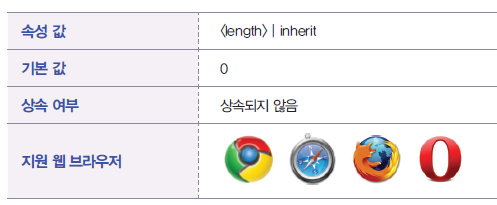 속성 값 〈length〉 | inherit
기본 값 0
상속 여부 상속되지 않음
지원 웹 브라우저